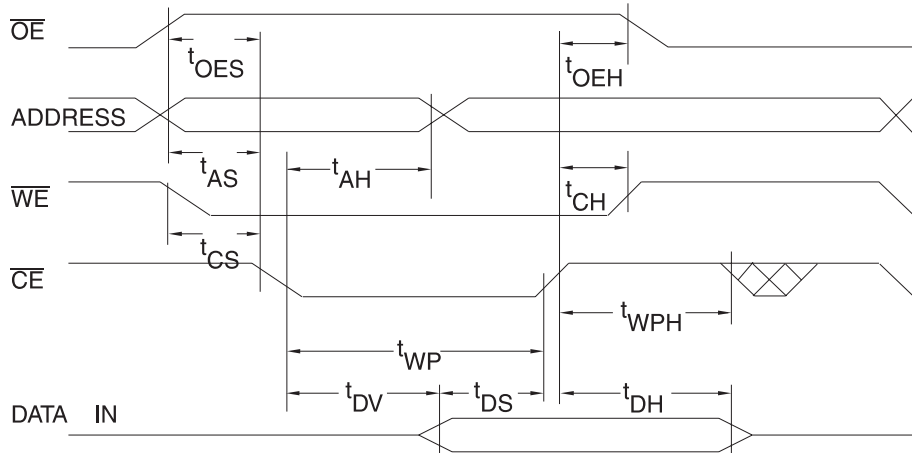 OE
tOES
tOEH
ADDRESS
tAS
tAH
tCH
WE
tCS
CE
tWPH
tWP
tDV
tDS
tDH
DATA IN